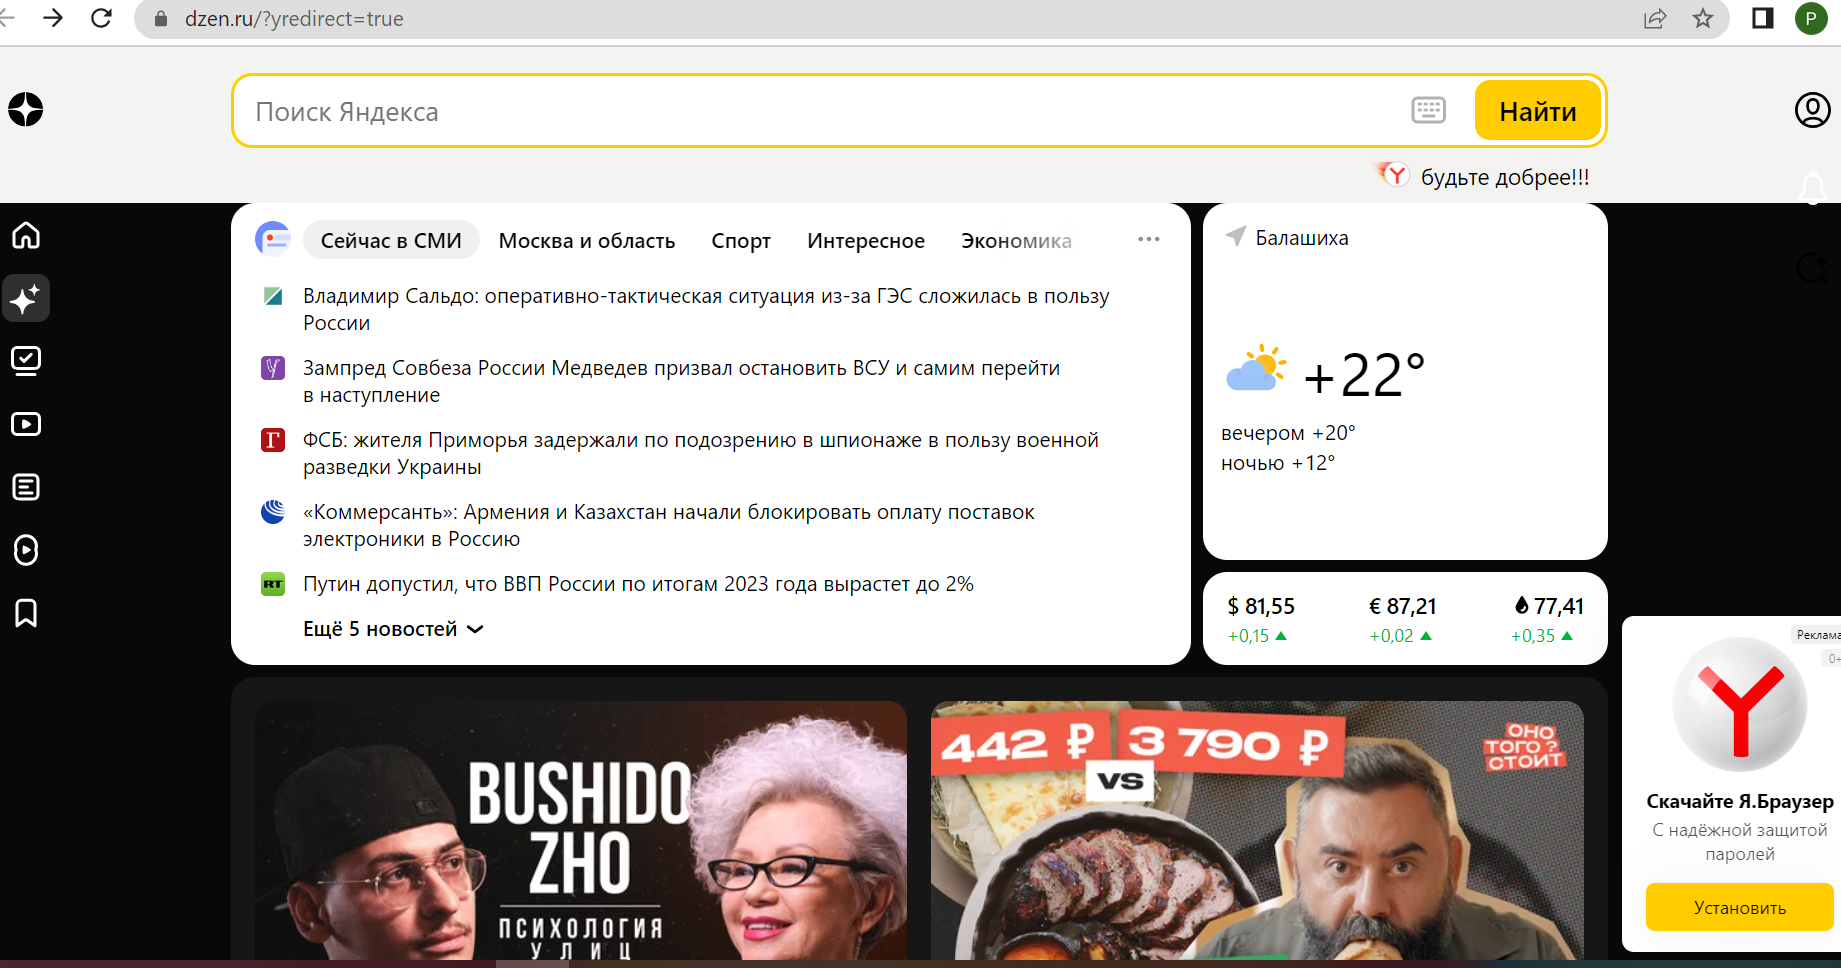 dzen.ru/?yredirect=true
P
Поиск Яндекса
Найти
будьте добрее!!!
Сейчас в СМИ
Москва и область
Спорт
Интересное
Экономика
Владимир Сальдо: оперативно-тактическая ситуация из-за ГЭС сложилась в пользу
России
Зампред Совбеза России Медведев призвал остановить ВСУ и самим перейти
в наступление
ФСБ: жителя Приморья задержали по подозрению в шпионаже в пользу военной
разведки Украины
«Коммерсантъ»: Армения и Казахстан начали блокировать оплату поставок
электроники в Россию
RT
Путин допустил, что ВВП России по итогам 2023 года вырастет до 2%
Ещё 5 новостей
Балашиха
+22°
вечером +20°
ночью +12°
$ 81,55
€ 87,21
77,41
+0,15
+0,02
+0,35
BUSHIDO
ZHO
ПСИХОЛОГИЯ
УЛИЦ
442 ₽
3 790 ₽
VS
ОНО
ТОГО?
СТОИТ
Реклама
0+
Скачайте Я.Браузер
С надёжной защитой
паролей
Установить